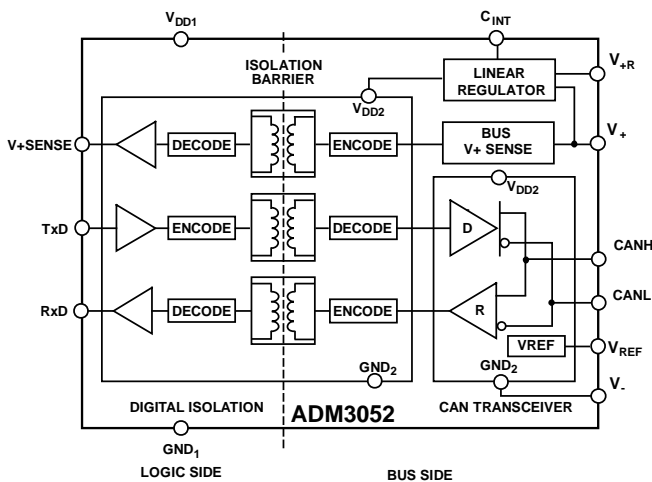 VDD1
CINT
ISOLATION
BARRIER
LINEAR
REGULATOR
V+R
VDD2
V+SENSE
DECODE
ENCODE
BUS
V+ SENSE
V+
TxD
ENCODE
DECODE
VDD2
D
CANH
RxD
DECODE
ENCODE
R
CANL
VREF
VREF
GND2
GND2
V-
DIGITAL ISOLATION
ADM3052
CAN TRANSCEIVER
GND1
LOGIC SIDE
BUS SIDE